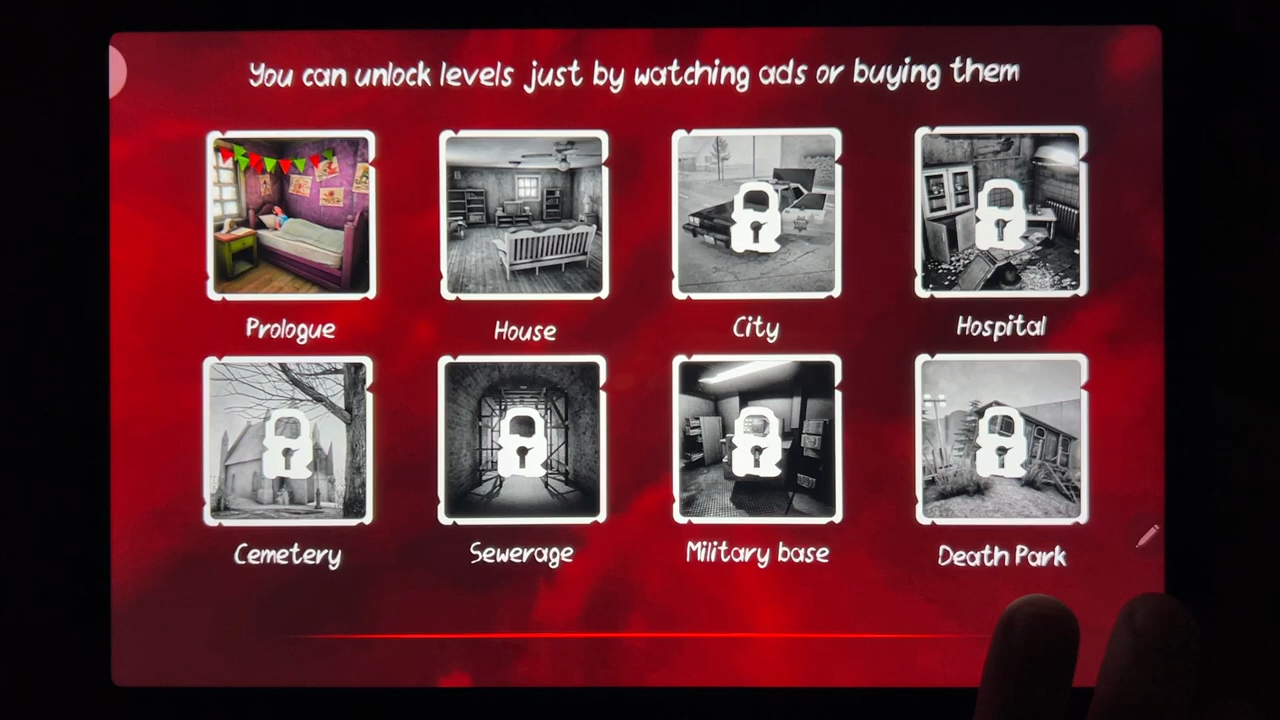 You can unlock levels just by watching ads or buying them
Prologue
House
City
Hospital
Cemetery
Sewerage
Military base
Death Park